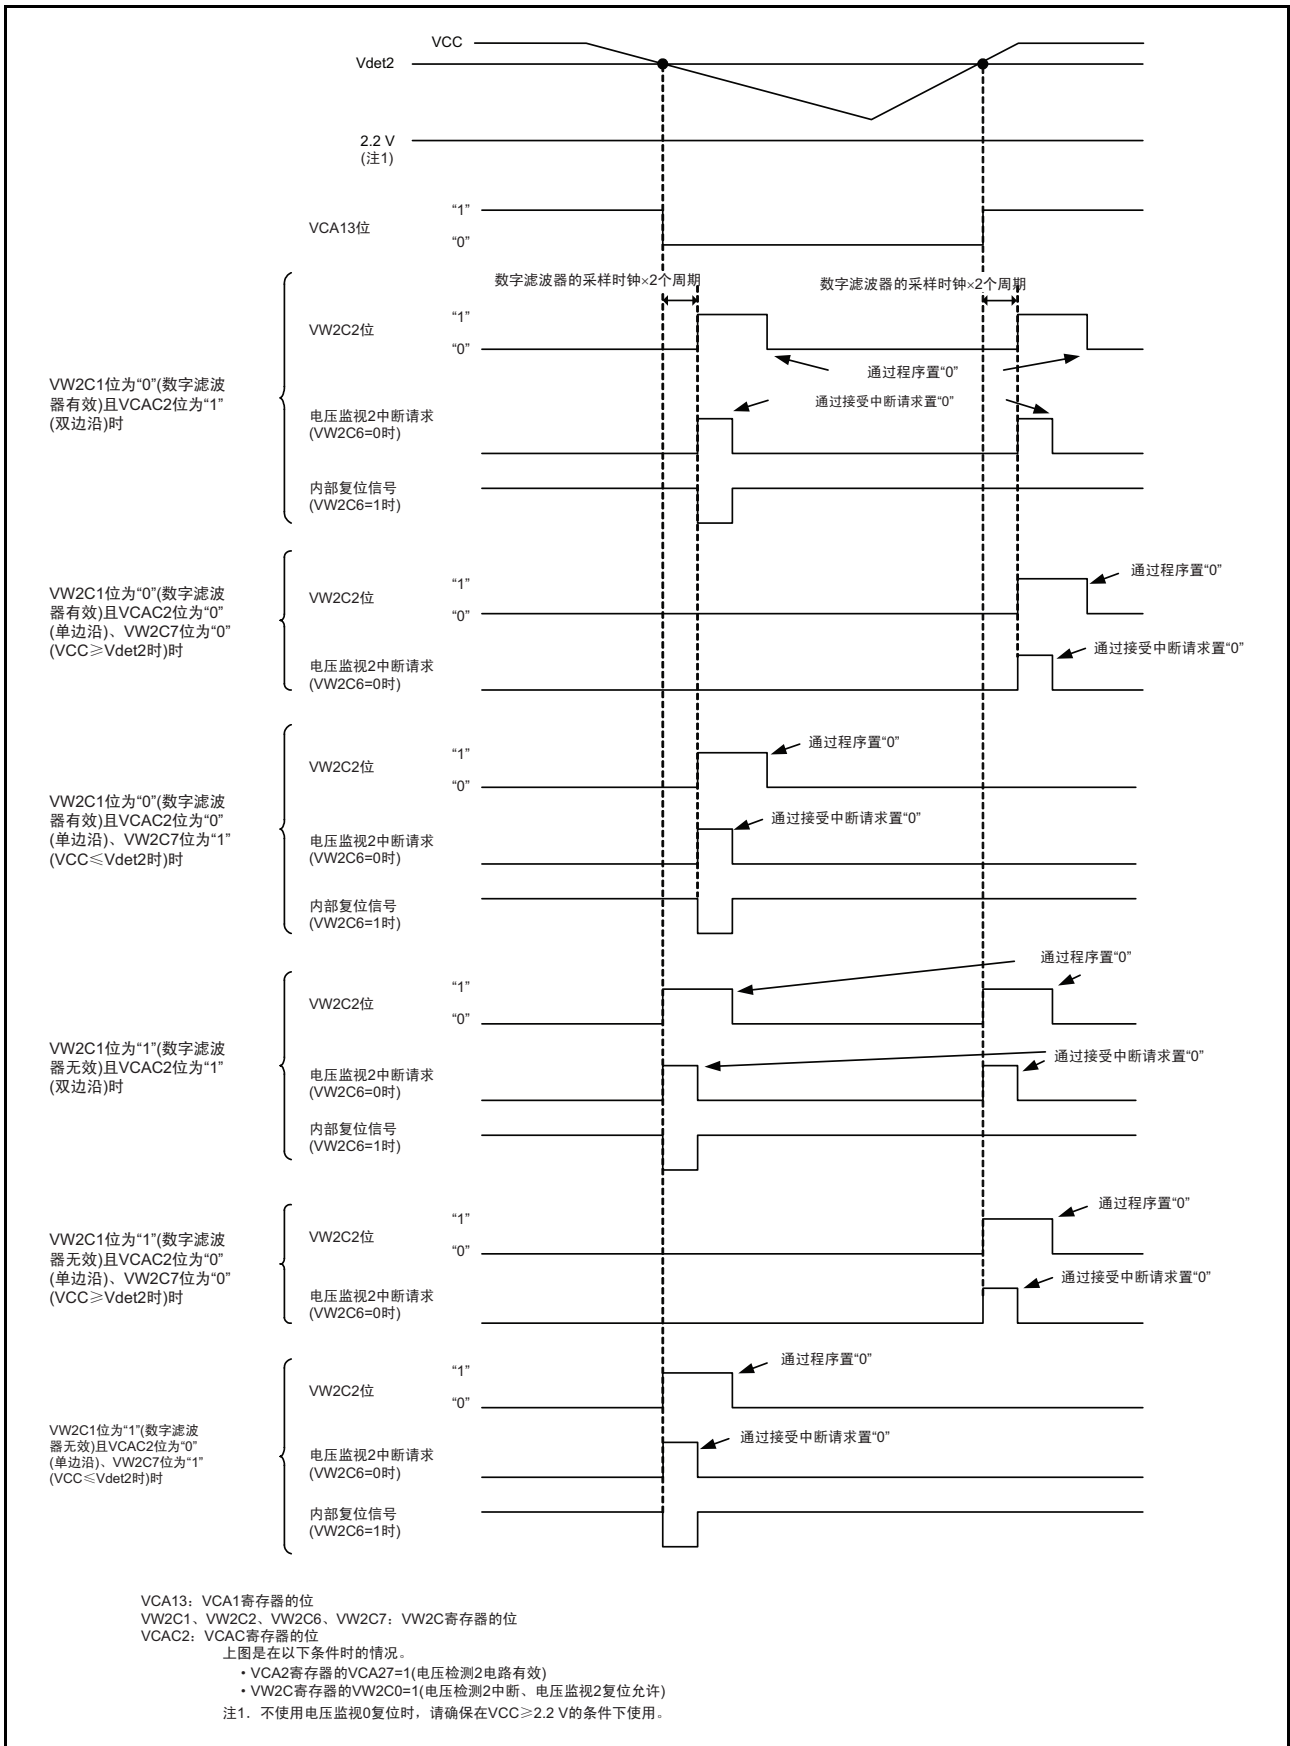 VCC
Vdet2
2.2 V
(注1)
VCA13位
“1”
“0”
数字滤波器的采样时钟×2个周期
数字滤波器的采样时钟×2个周期
VW2C1位为“0”(数字滤波
器有效)且VCAC2位为“1”
(双边沿)时
VW2C2位
“1”
“0”
通过程序置“0”
通过接受中断请求置“0”
电压监视2中断请求
(VW2C6=0时)
内部复位信号
(VW2C6=1时)
VW2C1位为“0”(数字滤波
器有效)且VCAC2位为“0”
(单边沿)、VW2C7位为“0”
(VCC≥Vdet2时)时
VW2C2位
“1”
“0”
通过程序置“0”
电压监视2中断请求
(VW2C6=0时)
通过接受中断请求置“0”
VW2C1位为“0”(数字滤波
器有效)且VCAC2位为“0”
(单边沿)、VW2C7位为“1”
(VCC≤Vdet2时)时
VW2C2位
“1”
“0”
通过程序置“0”
电压监视2中断请求
(VW2C6=0时)
通过接受中断请求置“0”
内部复位信号
(VW2C6=1时)
VW2C1位为“1”(数字滤波
器无效)且VCAC2位为“1”
(双边沿)时
VW2C2位
“1”
“0”
通过程序置“0”
电压监视2中断请求
(VW2C6=0时)
通过接受中断请求置“0”
内部复位信号
(VW2C6=1时)
VW2C1位为“1”(数字滤波
器无效)且VCAC2位为“0”
(单边沿)、VW2C7位为“0”
(VCC≥Vdet2时)时
VW2C2位
“1”
“0”
通过程序置“0”
电压监视2中断请求
(VW2C6=0时)
通过接受中断请求置“0”
VW2C1位为“1”(数字滤波
器无效)且VCAC2位为“0”
(单边沿)、VW2C7位为“1”
(VCC≤Vdet2时)时
VW2C2位
“1”
“0”
通过程序置“0”
电压监视2中断请求
(VW2C6=0时)
通过接受中断请求置“0”
内部复位信号
(VW2C6=1时)
VCA13：VCA1寄存器的位
VW2C1、VW2C2、VW2C6、VW2C7：VW2C寄存器的位
VCAC2：VCAC寄存器的位
上图是在以下条件时的情况。
・VCA2寄存器的VCA27=1(电压检测2电路有效)
・VW2C寄存器的VW2C0=1(电压检测2中断、电压监视2复位允许)
注1．不使用电压监视0复位时，请确保在VCC≥2.2 V的条件下使用。